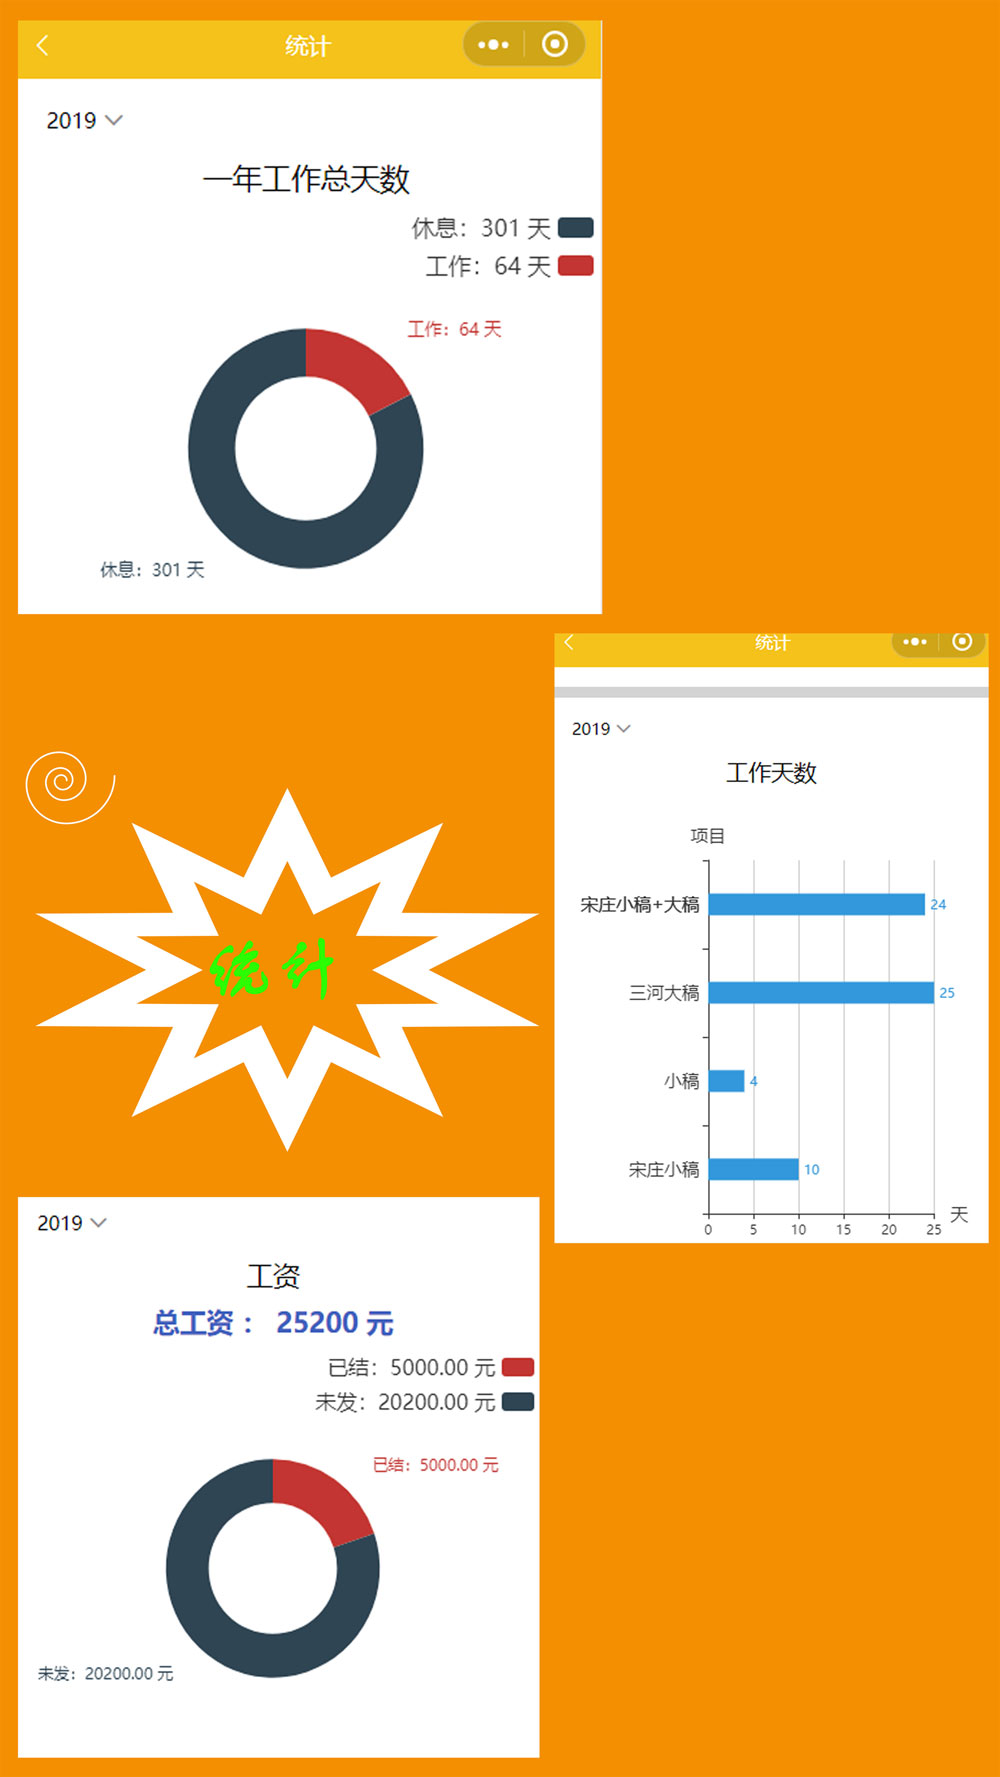 统计
2019
一年工作总天数
休息：301 天
工作：64 天
工作：64 天
休息：301 天
统计
2019
工作天数
项目
宋庄小稿+大稿 24
三河大稿 25
小稿 4
宋庄小稿 10
天
0 5 10 15 20 25
统计
2019
工资
总工资： 25200 元
已结：5000.00 元
未发：20200.00 元
已结：5000.00 元
未发：20200.00 元